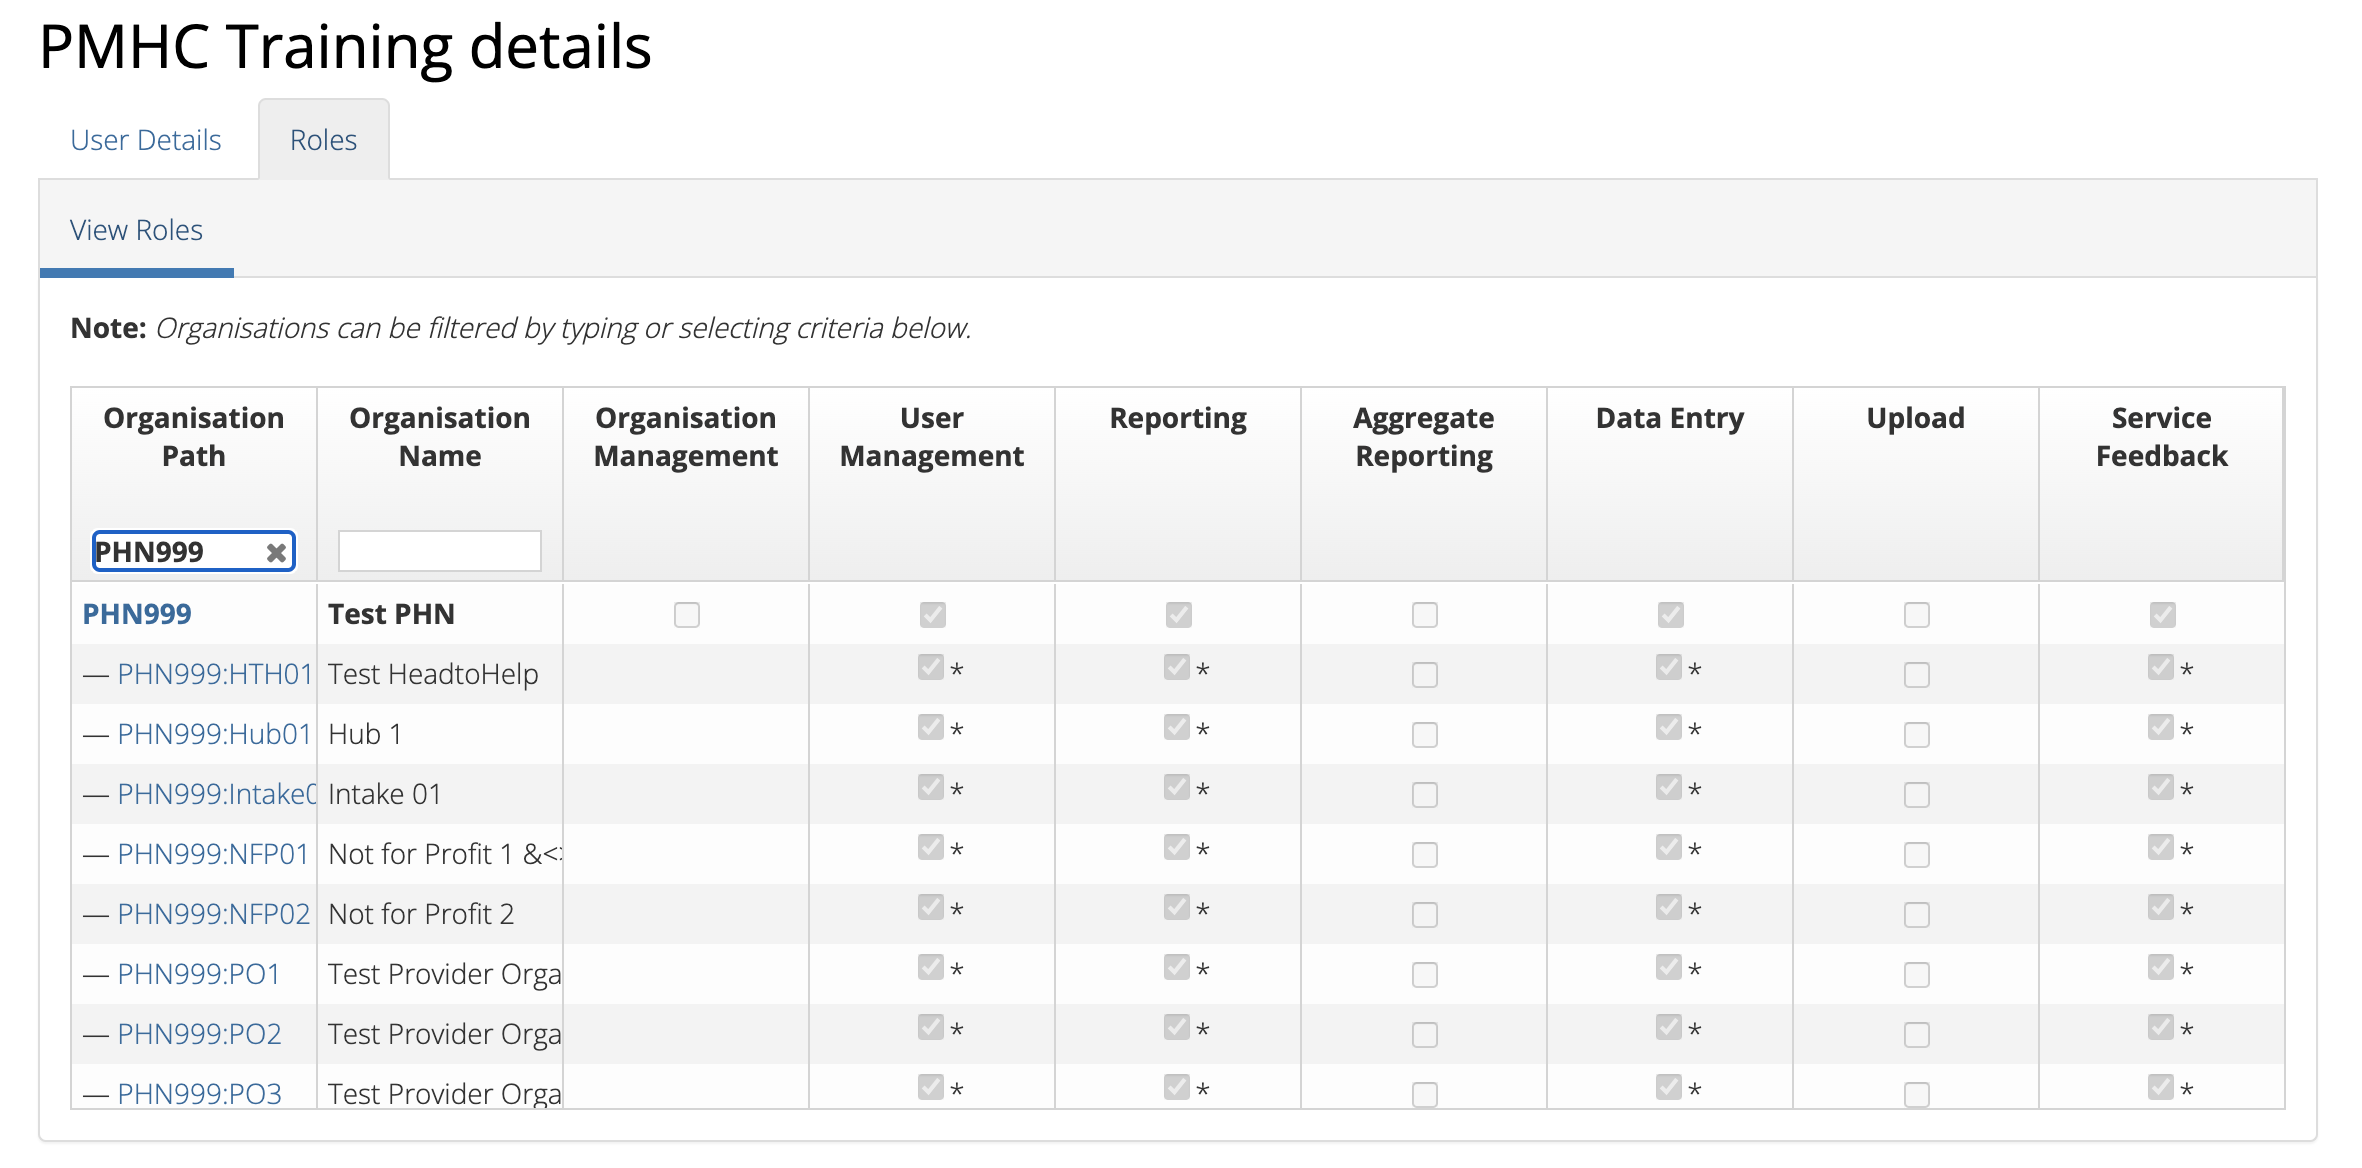 PMHC Training details
User Details Roles
View Roles
Note: Organisations can be filtered by typing or selecting criteria below.
Organisation Path Organisation Name Organisation Management User Management Reporting Aggregate Reporting Data Entry Upload Service Feedback
PHN999
PHN999 Test PHN
— PHN999:HTH01 Test HeadtoHelp * * * *
— PHN999:Hub01 Hub 1 * * * *
— PHN999:Intake0 Intake 01 * * * *
— PHN999:NFP01 Not for Profit 1 &<> * * * *
— PHN999:NFP02 Not for Profit 2 * * * *
— PHN999:PO1 Test Provider Orga * * * *
— PHN999:PO2 Test Provider Orga * * * *
— PHN999:PO3 Test Provider Orga * * * *